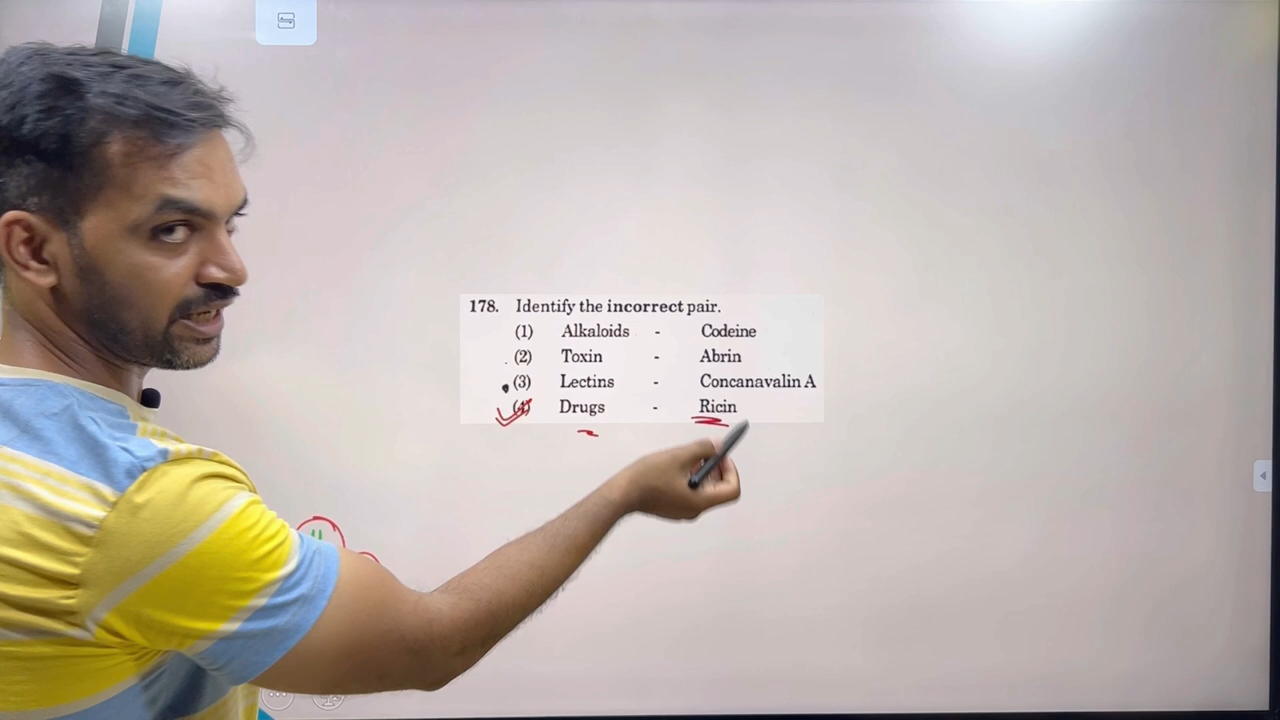 178. Identify the incorrect pair.
(1) Alkaloids - Codeine
(2) Toxin - Abrin
(3) Lectins - Concanavalin A
(4) Drugs - Ricin